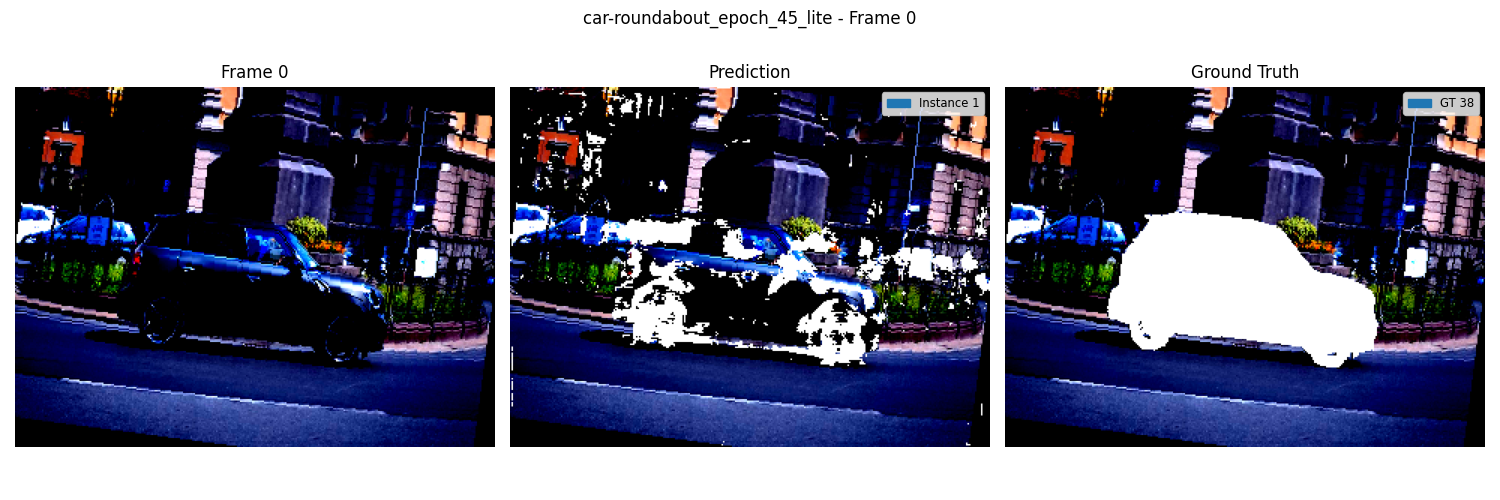 car-roundabout_epoch_45_lite - Frame 0
Frame 0
Prediction
Ground Truth
Instance 1
GT 38